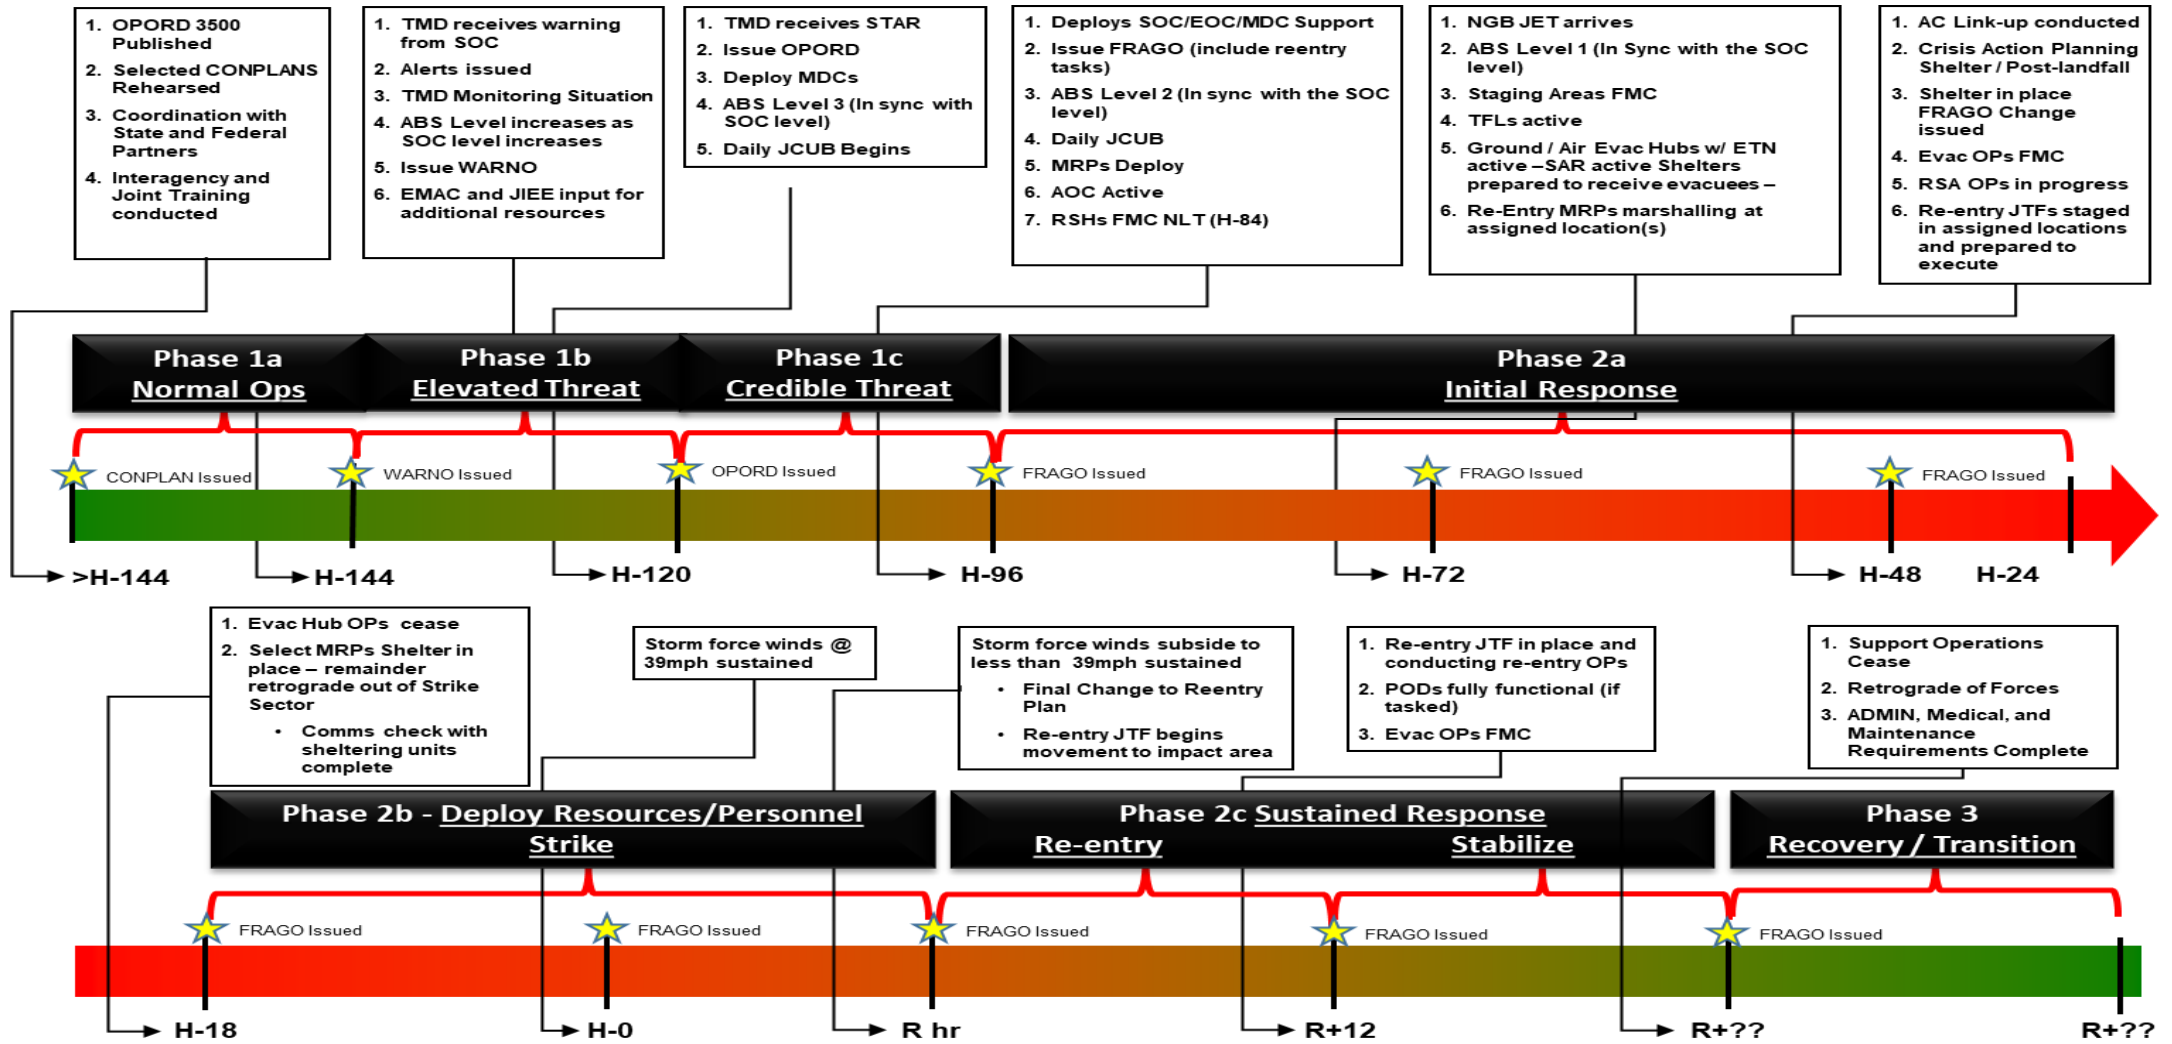 1. OPORD 3500
Published
2. Selected CONPLANS
Rehearsed
3. Coordination with
State and Federal
Partners
4. Interagency and
Joint Training
conducted
1. TMD receives warning
from SOC
2. Alerts issued
3. TMD Monitoring Situation
4. ABS Level increases as
SOC level increases
5. Issue WARNO
6. EMAC and JIEE input for
additional resources
1. TMD receives STAR
2. Issue OPORD
3. Deploy MDCs
4. ABS Level 3 (In sync with
SOC level)
5. Daily JCUB Begins
1. Deploys SOC/EOC/MDC Support
2. Issue FRAGO (include reentry
tasks)
3. ABS Level 2 (In sync with the SOC
level)
4. Daily JCUB
5. MRPs Deploy
6. AOC Active
7. RSHs FMC NLT (H-84)
1. NGB JET arrives
2. ABS Level 1 (In Sync with the SOC
level)
3. Staging Areas FMC
4. TFLs active
5. Ground / Air Evac Hubs w/ ETN
active –SAR active Shelters
prepared to receive evacuees –
6. Re-Entry MRPs marshalling at
assigned location(s)
1. AC Link-up conducted
2. Crisis Action Planning
Shelter / Post-landfall
3. Shelter in place
FRAGO Change
issued
4. Evac OPs FMC
5. RSA OPs in progress
6. Re-entry JTFs staged
in assigned locations
and prepared to
execute
Phase 1a
Normal Ops
Phase 1b
Elevated Threat
Phase 1c
Credible Threat
Phase 2a
Initial Response
CONPLAN Issued
WARNO Issued
OPORD Issued
FRAGO Issued
FRAGO Issued
FRAGO Issued
>H-144
H-144
H-120
H-96
H-72
H-48
H-24
1. Evac Hub OPs cease
2. Select MRPs Shelter in
place – remainder
retrograde out of Strike
Sector
• Comms check with
sheltering units
complete
Storm force winds @
39mph sustained
Storm force winds subside to
less than 39mph sustained
• Final Change to Reentry
Plan
• Re-entry JTF begins
movement to impact area
1. Re-entry JTF in place and
conducting re-entry OPs
2. PODs fully functional (if
tasked)
3. Evac OPs FMC
1. Support Operations
Cease
2. Retrograde of Forces
3. ADMIN, Medical, and
Maintenance
Requirements Complete
Phase 2b - Deploy Resources/Personnel
Strike
Phase 2c Sustained Response
Re-entry Stabilize
Phase 3
Recovery / Transition
FRAGO Issued
FRAGO Issued
FRAGO Issued
FRAGO Issued
FRAGO Issued
H-18
H-0
R hr
R+12
R+??
R+??